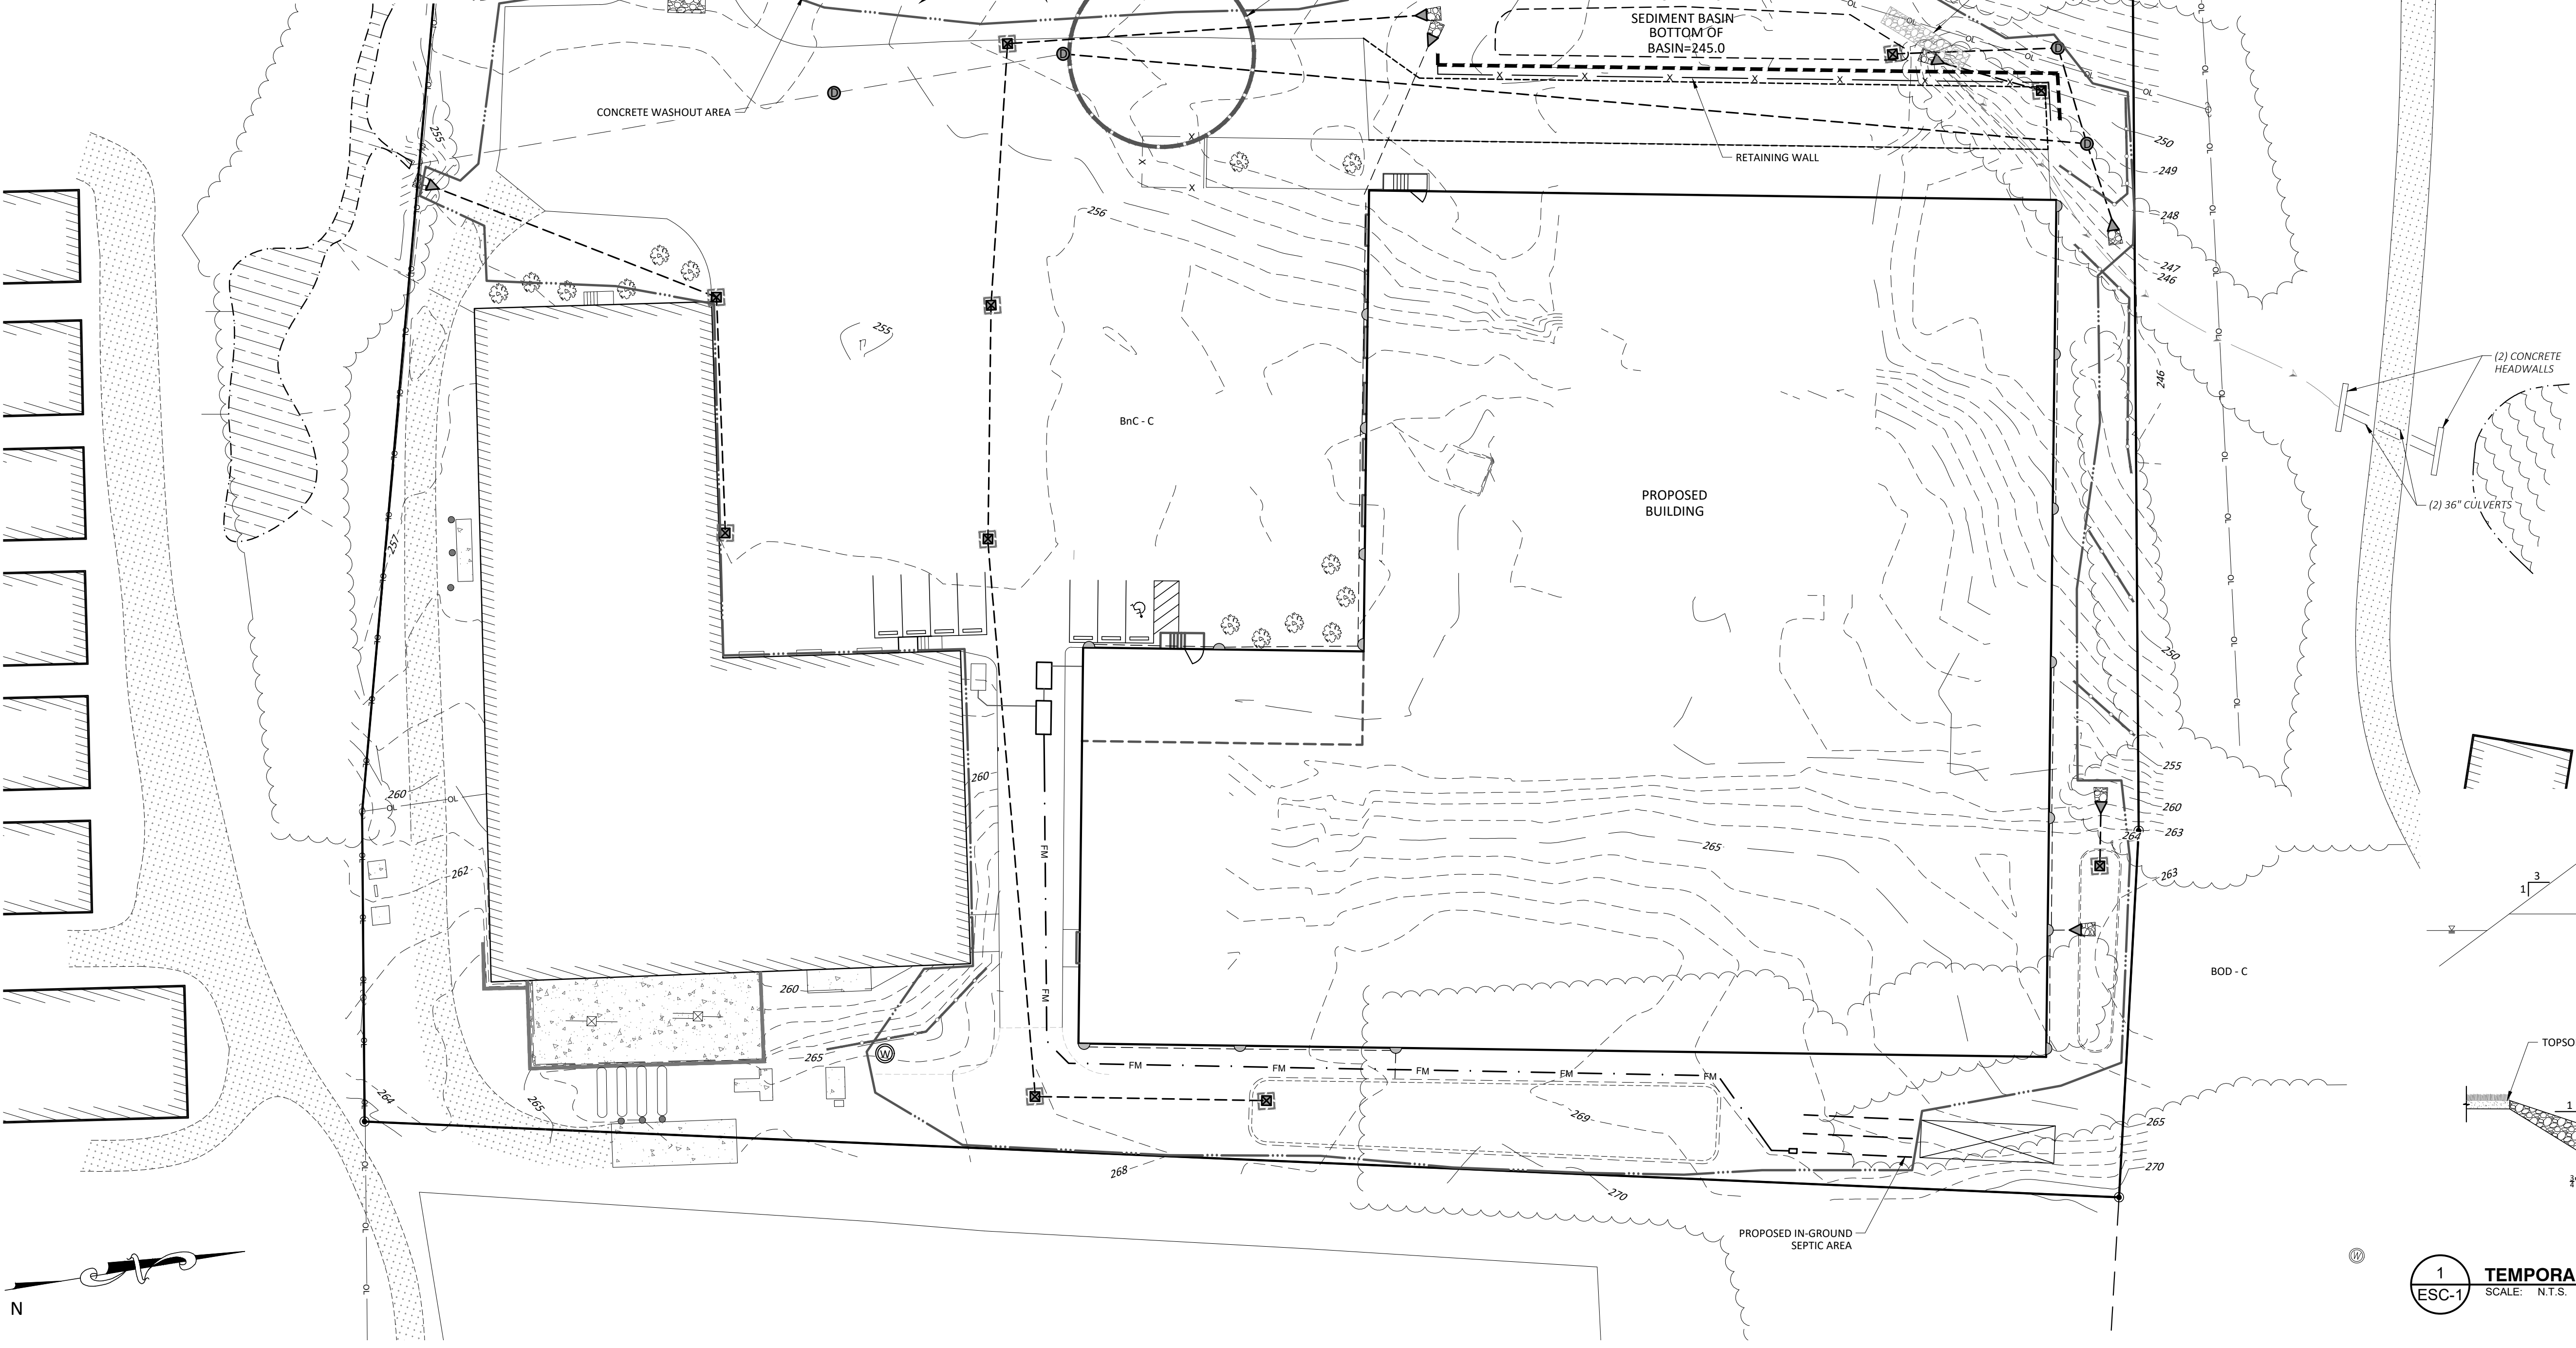 SEDIMENT BASIN
BOTTOM OF
BASIN=245.0
CONCRETE WASHOUT AREA
RETAINING WALL
255
256
250
249
248
247
246
255
246
(2) CONCRETE
HEADWALLS
(2) 36" CULVERTS
BnC - C
PROPOSED
BUILDING
257
250
260
260
255
260
263
264
265
262
263
3
1
BOD - C
260
265
264
265
269
268
270
265
270
TOPSO
1
PROPOSED IN-GROUND
SEPTIC AREA
OL
FM
FM
FM
FM
FM
FM
FM
X
D
D
D
D
W
W
N
1
ESC-1
TEMPORA
SCALE: N.T.S.